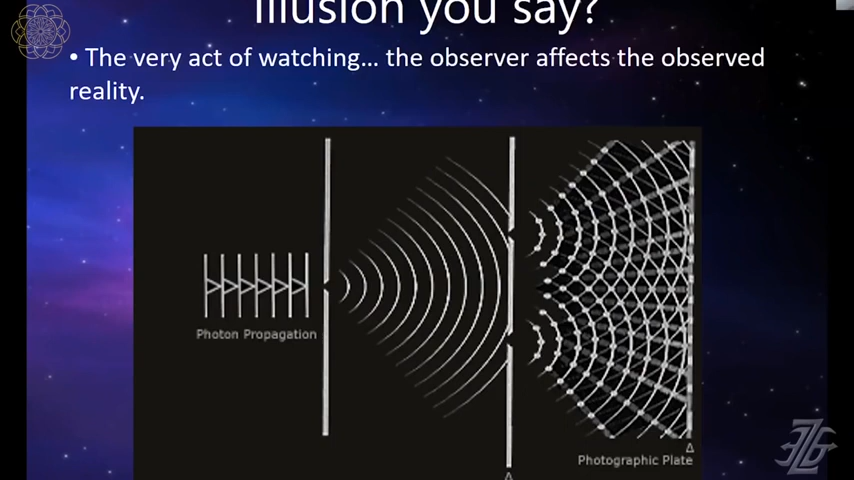 Illusion you say?
• The very act of watching... the observer affects the observed
reality.
Photon Propagation
Photographic Plate